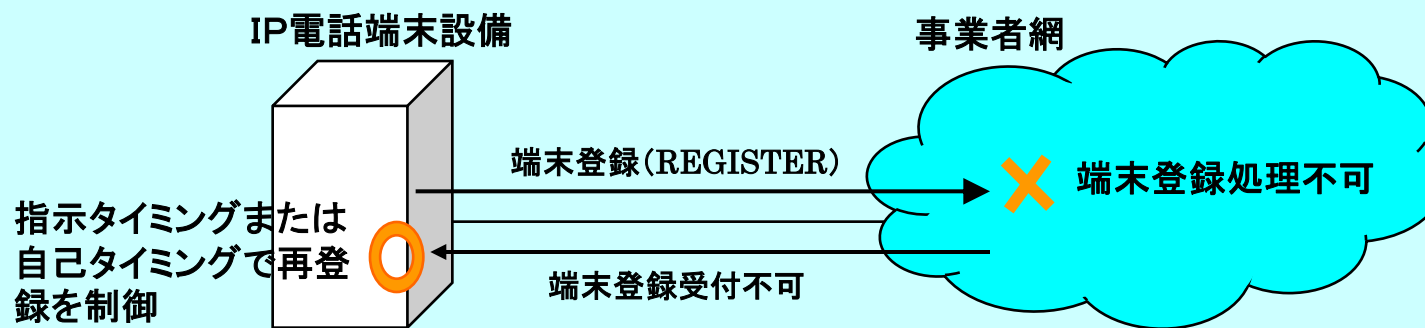 IP電話端末設備
事業者網
端末登録(REGISTER)
端末登録処理不可
指示タイミングまたは
自己タイミングで再登
録を制御
端末登録受付不可